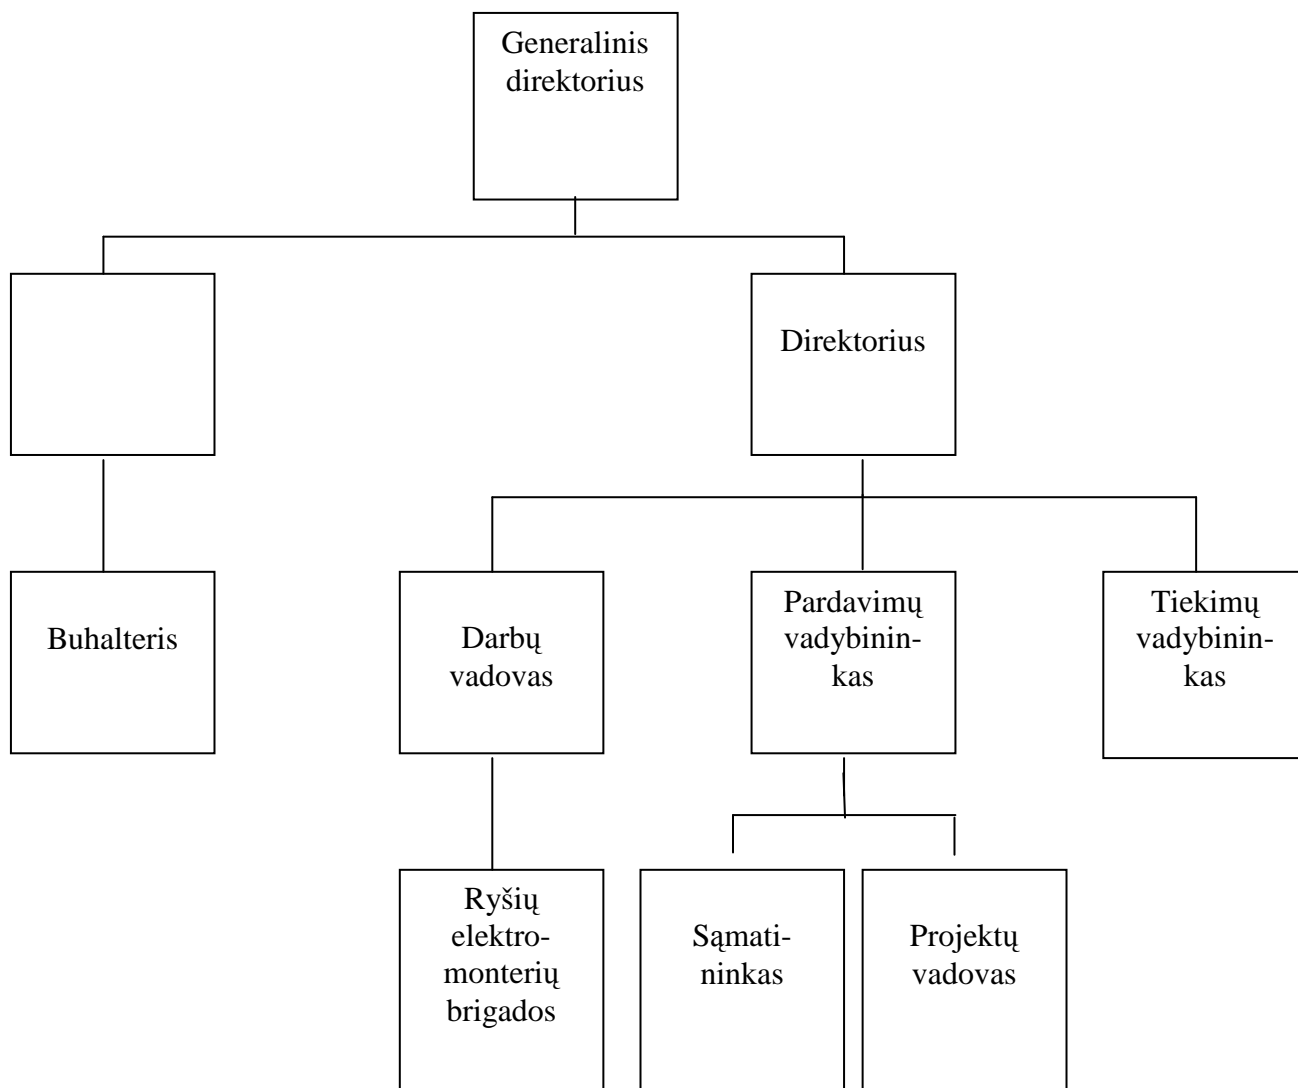 Generalinis
direktorius
Direktorius
Buhalteris
Darbų
vadovas
Pardavimų
vadybinin-
kas
Tiekimų
vadybinin-
kas
Ryšių
elektro-
monterių
brigados
Sąmati-
ninkas
Projektų
vadovas